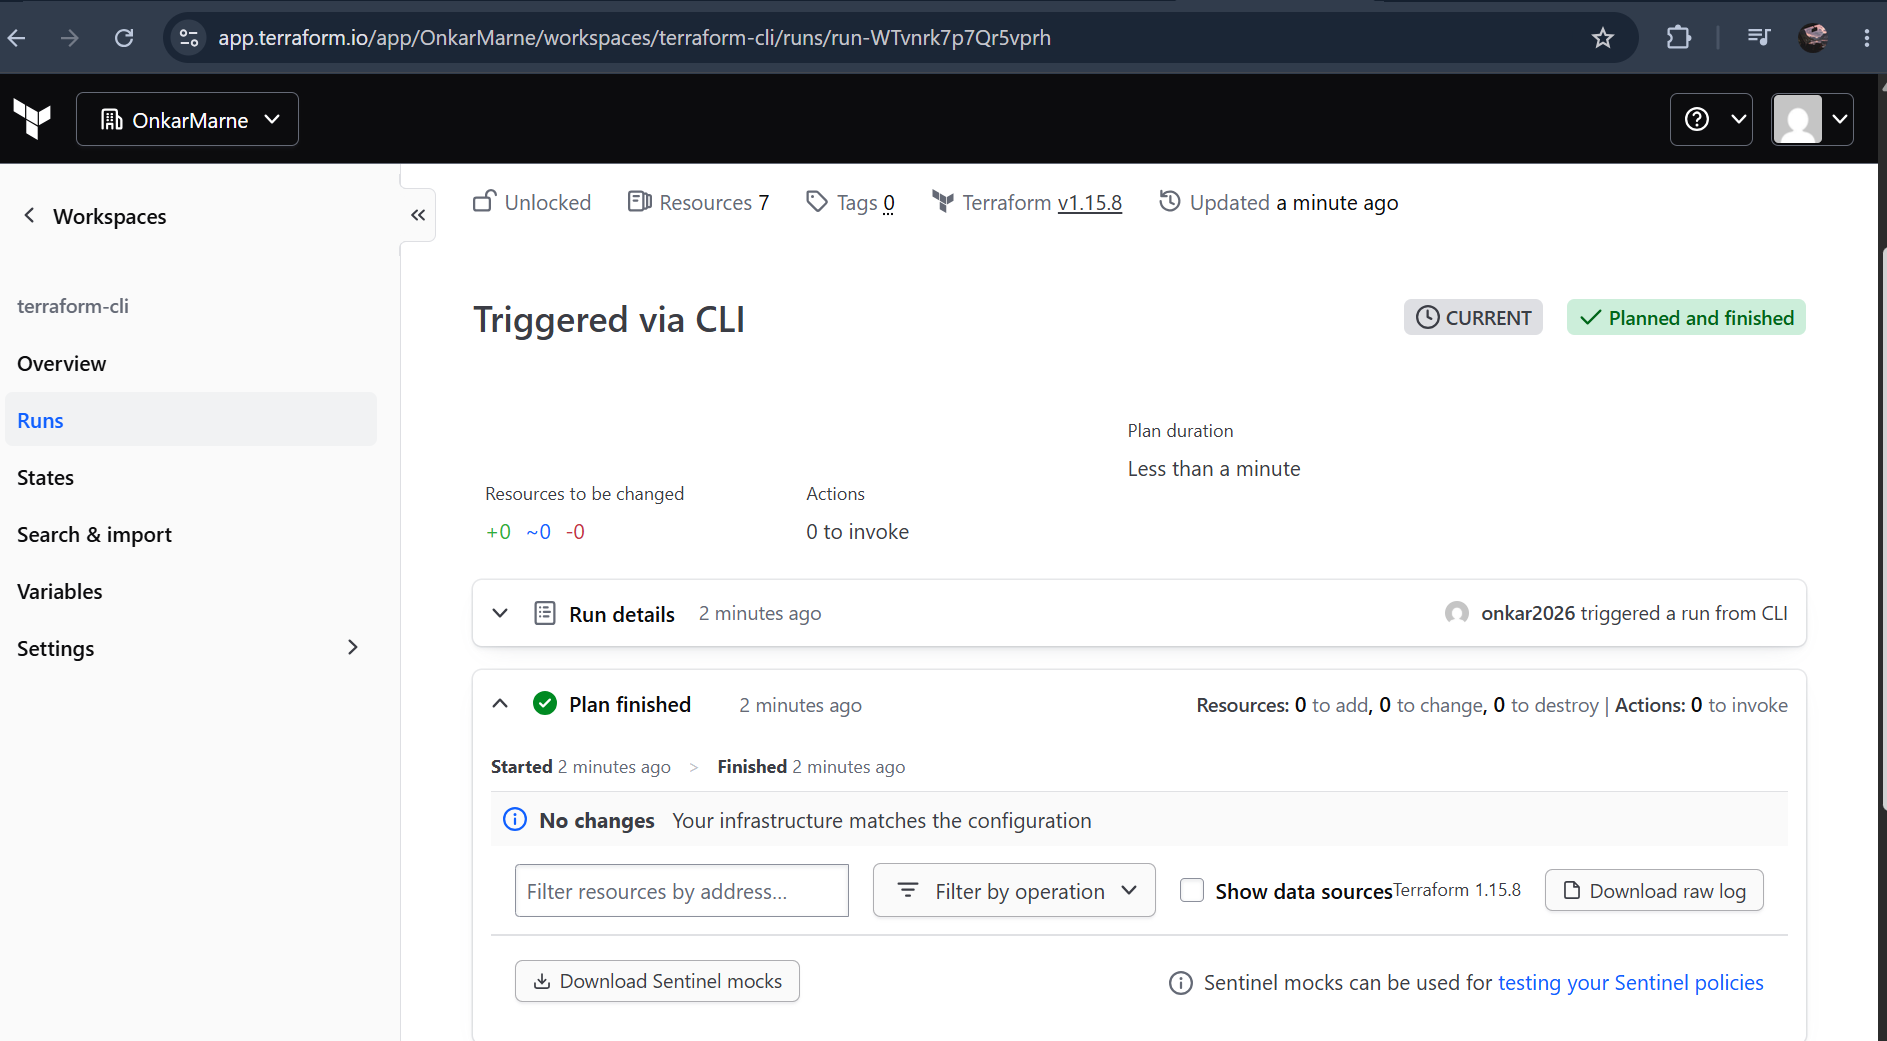 app.terraform.io/app/OnkarMarne/workspaces/terraform-cli/runs/run-WTvnrk7p7Qr5vprh
OnkarMarne
Workspaces
Unlocked Resources 7 Tags 0 Terraform v1.15.8 Updated a minute ago
terraform-cli
Overview
Runs
States
Search & import
Variables
Settings
Triggered via CLI CURRENT Planned and finished
Plan duration
Less than a minute
Resources to be changed Actions
+0 ~0 -0 0 to invoke
Run details 2 minutes ago onkar2026 triggered a run from CLI
Plan finished 2 minutes ago Resources: 0 to add, 0 to change, 0 to destroy | Actions: 0 to invoke
Started 2 minutes ago > Finished 2 minutes ago
No changes Your infrastructure matches the configuration
Filter resources by address... Filter by operation Show data sources Terraform 1.15.8 Download raw log
Download Sentinel mocks Sentinel mocks can be used for testing your Sentinel policies